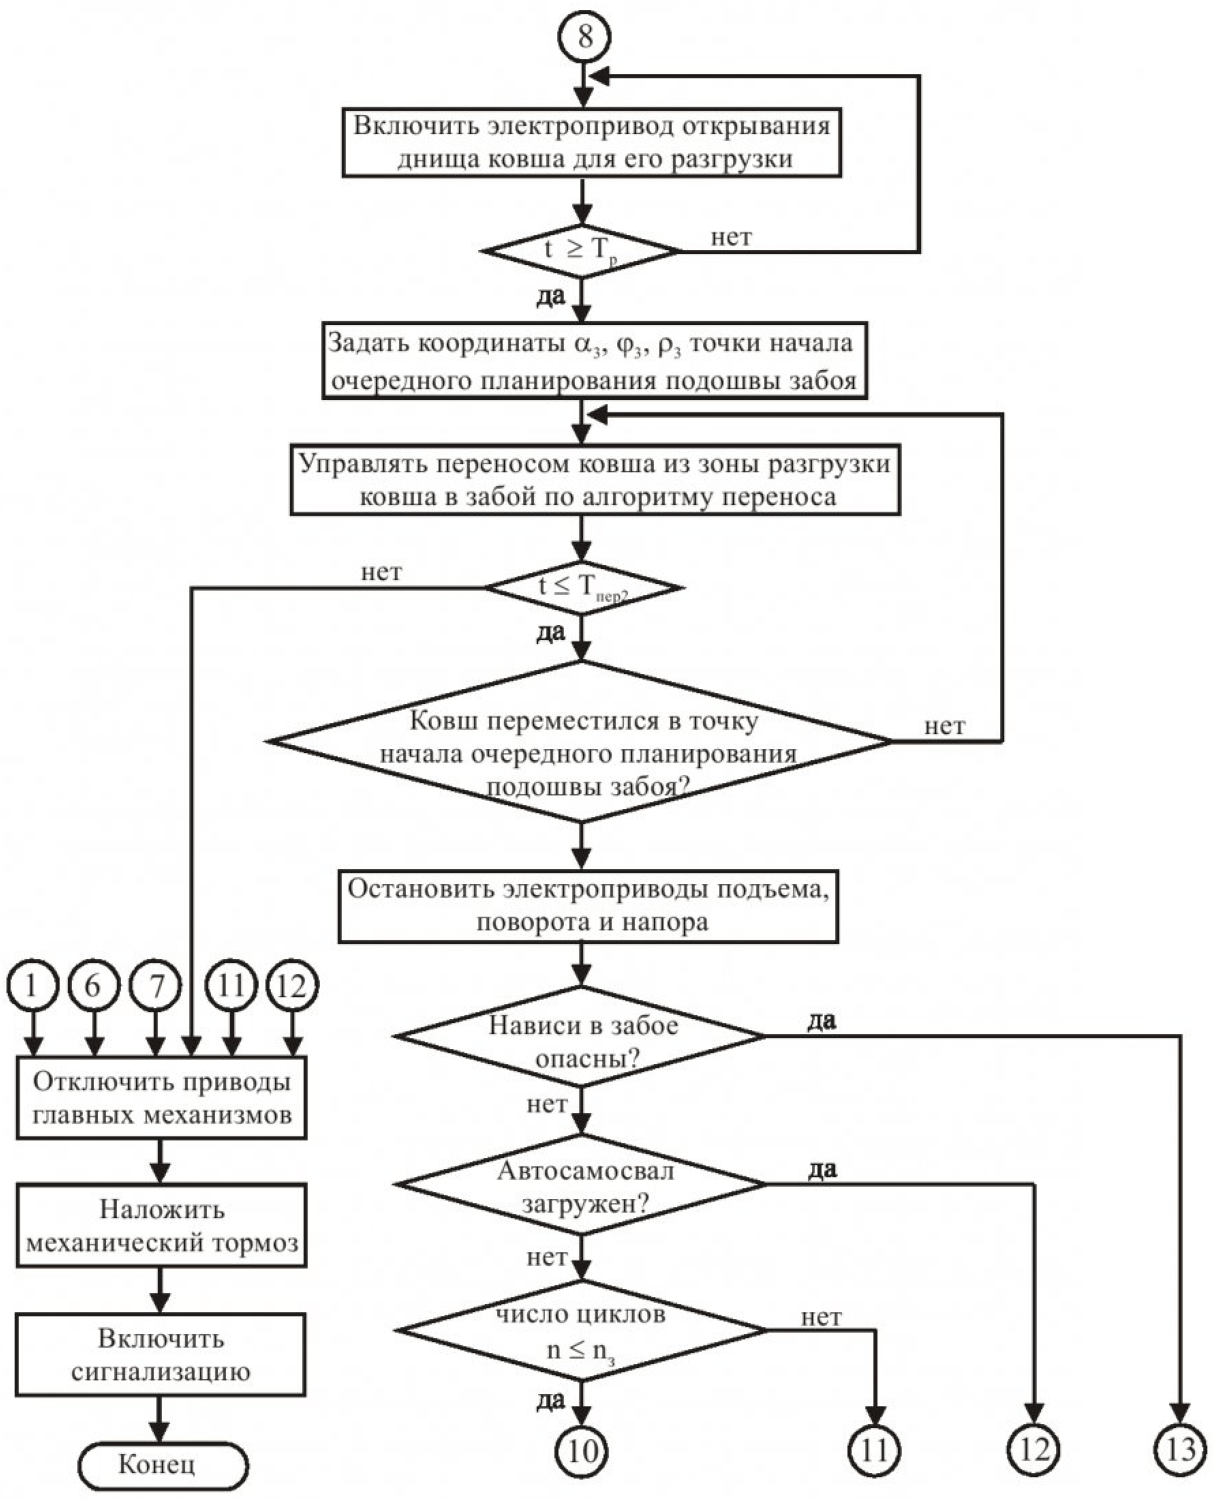 8
Включить электропривод открывания
днища ковша для его разгрузки
t ≥ Tр
нет
да
Задать координаты α₃, φ₃, ρ₃ точки начала
очередного планирования подошвы забоя
Управлять переносом ковша из зоны разгрузки
ковша в забой по алгоритму переноса
нет
t ≤ Tпер2
да
Ковш переместился в точку
начала очередного планирования
подошвы забоя?
нет
Остановить электроприводы подъема,
поворота и напора
1 6 7 11 12
Нависи в забое
опасны?
да
нет
Отключить приводы
главных механизмов
Автосамосвал
загружен?
да
нет
Наложить
механический тормоз
число циклов
n ≤ nз
нет
да
Включить
сигнализацию
Конец
10 11 12 13